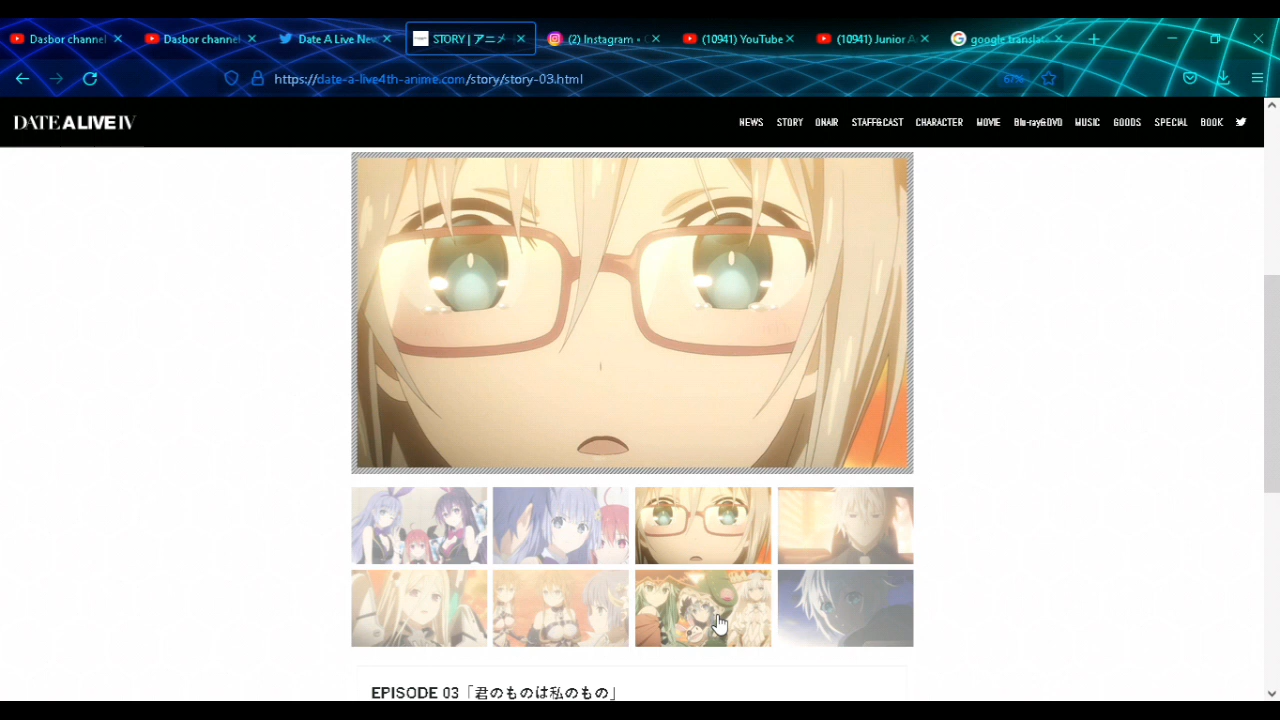 Dasbor channel
Dasbor channel
Date A Live Ne
STORY | アニメ
(2) Instagram •
(10941) YouTube
(10941) Junior A
google translat
https://date-a-live4th-anime.com/story/story-03.html
67%
DATE A LIVE IV
NEWS STORY ONAIR STAFF&CAST CHARACTER MOVIE Blu-ray&DVD MUSIC GOODS SPECIAL BOOK
EPISODE 03「君のものは私のもの」